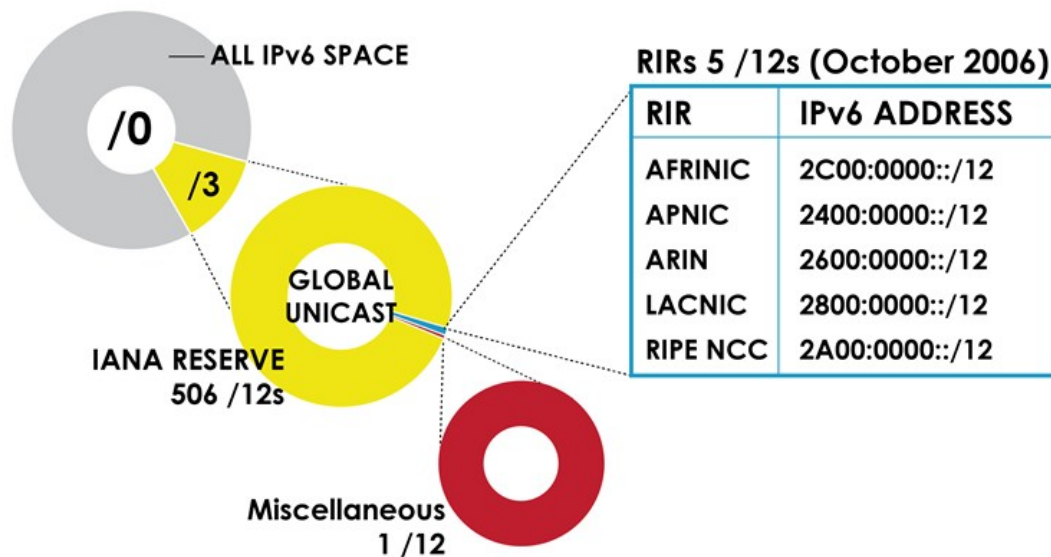 ALL IPv6 SPACE
/0
/3
GLOBAL
UNICAST
IANA RESERVE
506 /12s
Miscellaneous
1 /12
RIRs 5 /12s (October 2006)
RIR IPv6 ADDRESS
AFRINIC 2C00:0000::/12
APNIC 2400:0000::/12
ARIN 2600:0000::/12
LACNIC 2800:0000::/12
RIPE NCC 2A00:0000::/12